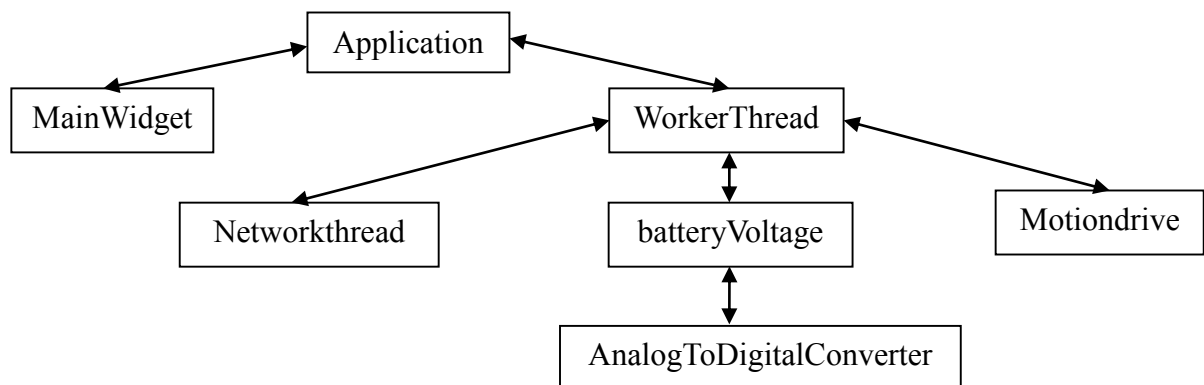 Application
MainWidget
WorkerThread
Networkthread
batteryVoltage
Motiondrive
AnalogToDigitalConverter